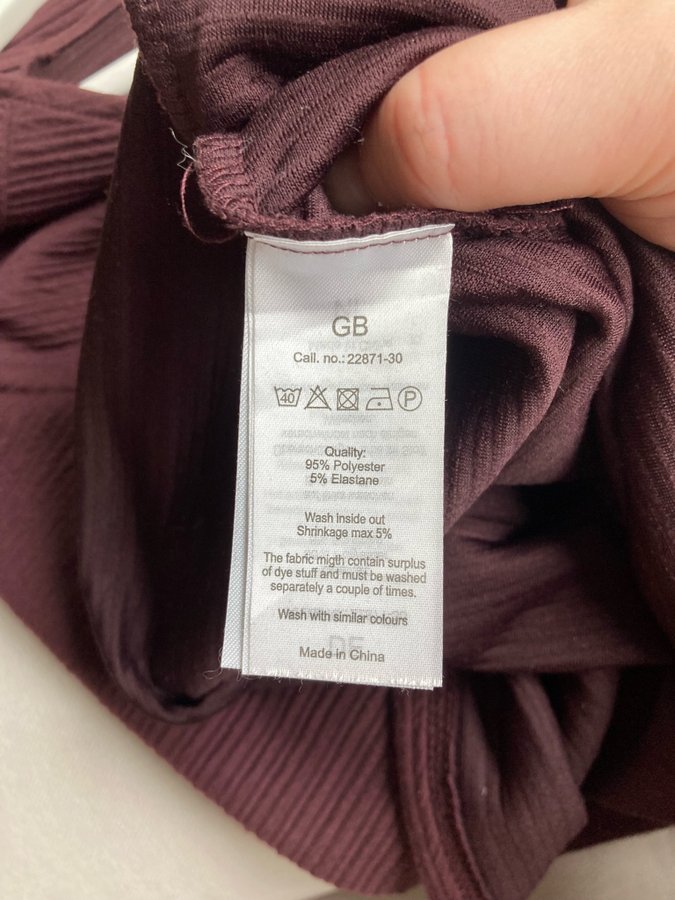 GB
Call. no.: 22871-30
40 P
Quality:
95% Polyester
5% Elastane
Wash Inside out
Shrinkage max 5%
The fabric migth contain surplus
of dye stuff and must be washed
separately a couple of times.
Wash with similar colours
Made in China